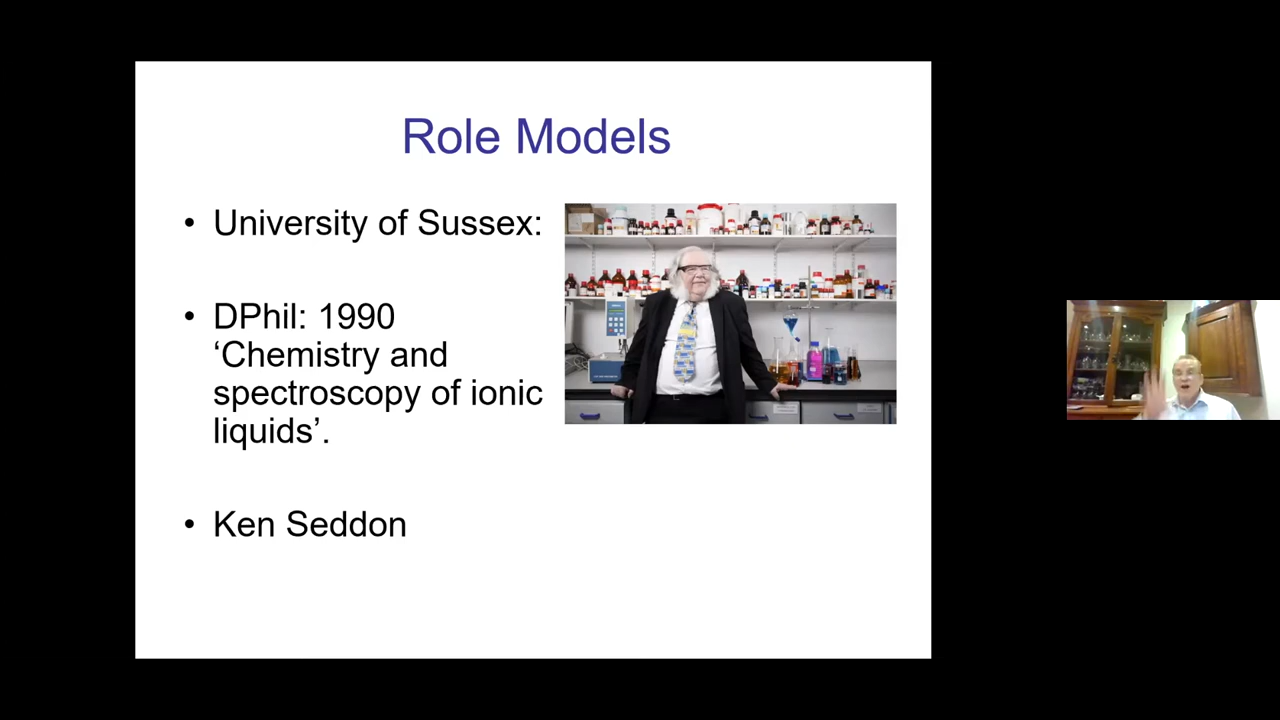 Role Models
• University of Sussex:
• DPhil: 1990
‘Chemistry and
spectroscopy of ionic
liquids’.
• Ken Seddon